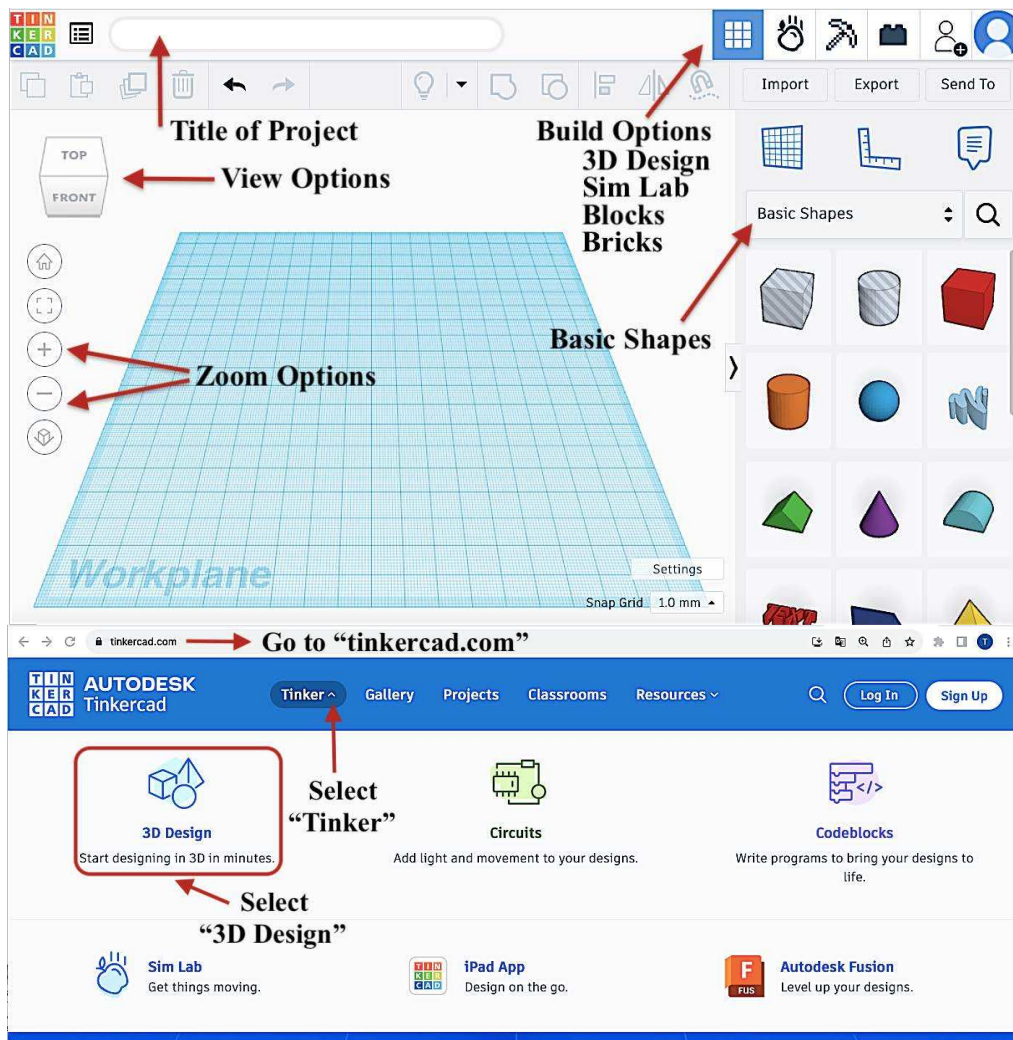 TIN
KER
CAD
Import
Export
Send To
Title of Project
Build Options
3D Design
Sim Lab
Blocks
Bricks
TOP
FRONT
View Options
Basic Shapes
Basic Shapes
Zoom Options
TEXT
Workplane
Settings
Snap Grid 1.0 mm
tinkercad.com
Go to “tinkercad.com”
T
TIN
KER
CAD
AUTODESK
Tinkercad
Tinker
Gallery
Projects
Classrooms
Resources
Log In
Sign Up
Select
“Tinker”
3D Design
Start designing in 3D in minutes.
Circuits
Add light and movement to your designs.
</>
Codeblocks
Write programs to bring your designs to
life.
Select
“3D Design”
Sim Lab
Get things moving.
TIN
KER
CAD
iPad App
Design on the go.
F
FUS
Autodesk Fusion
Level up your designs.